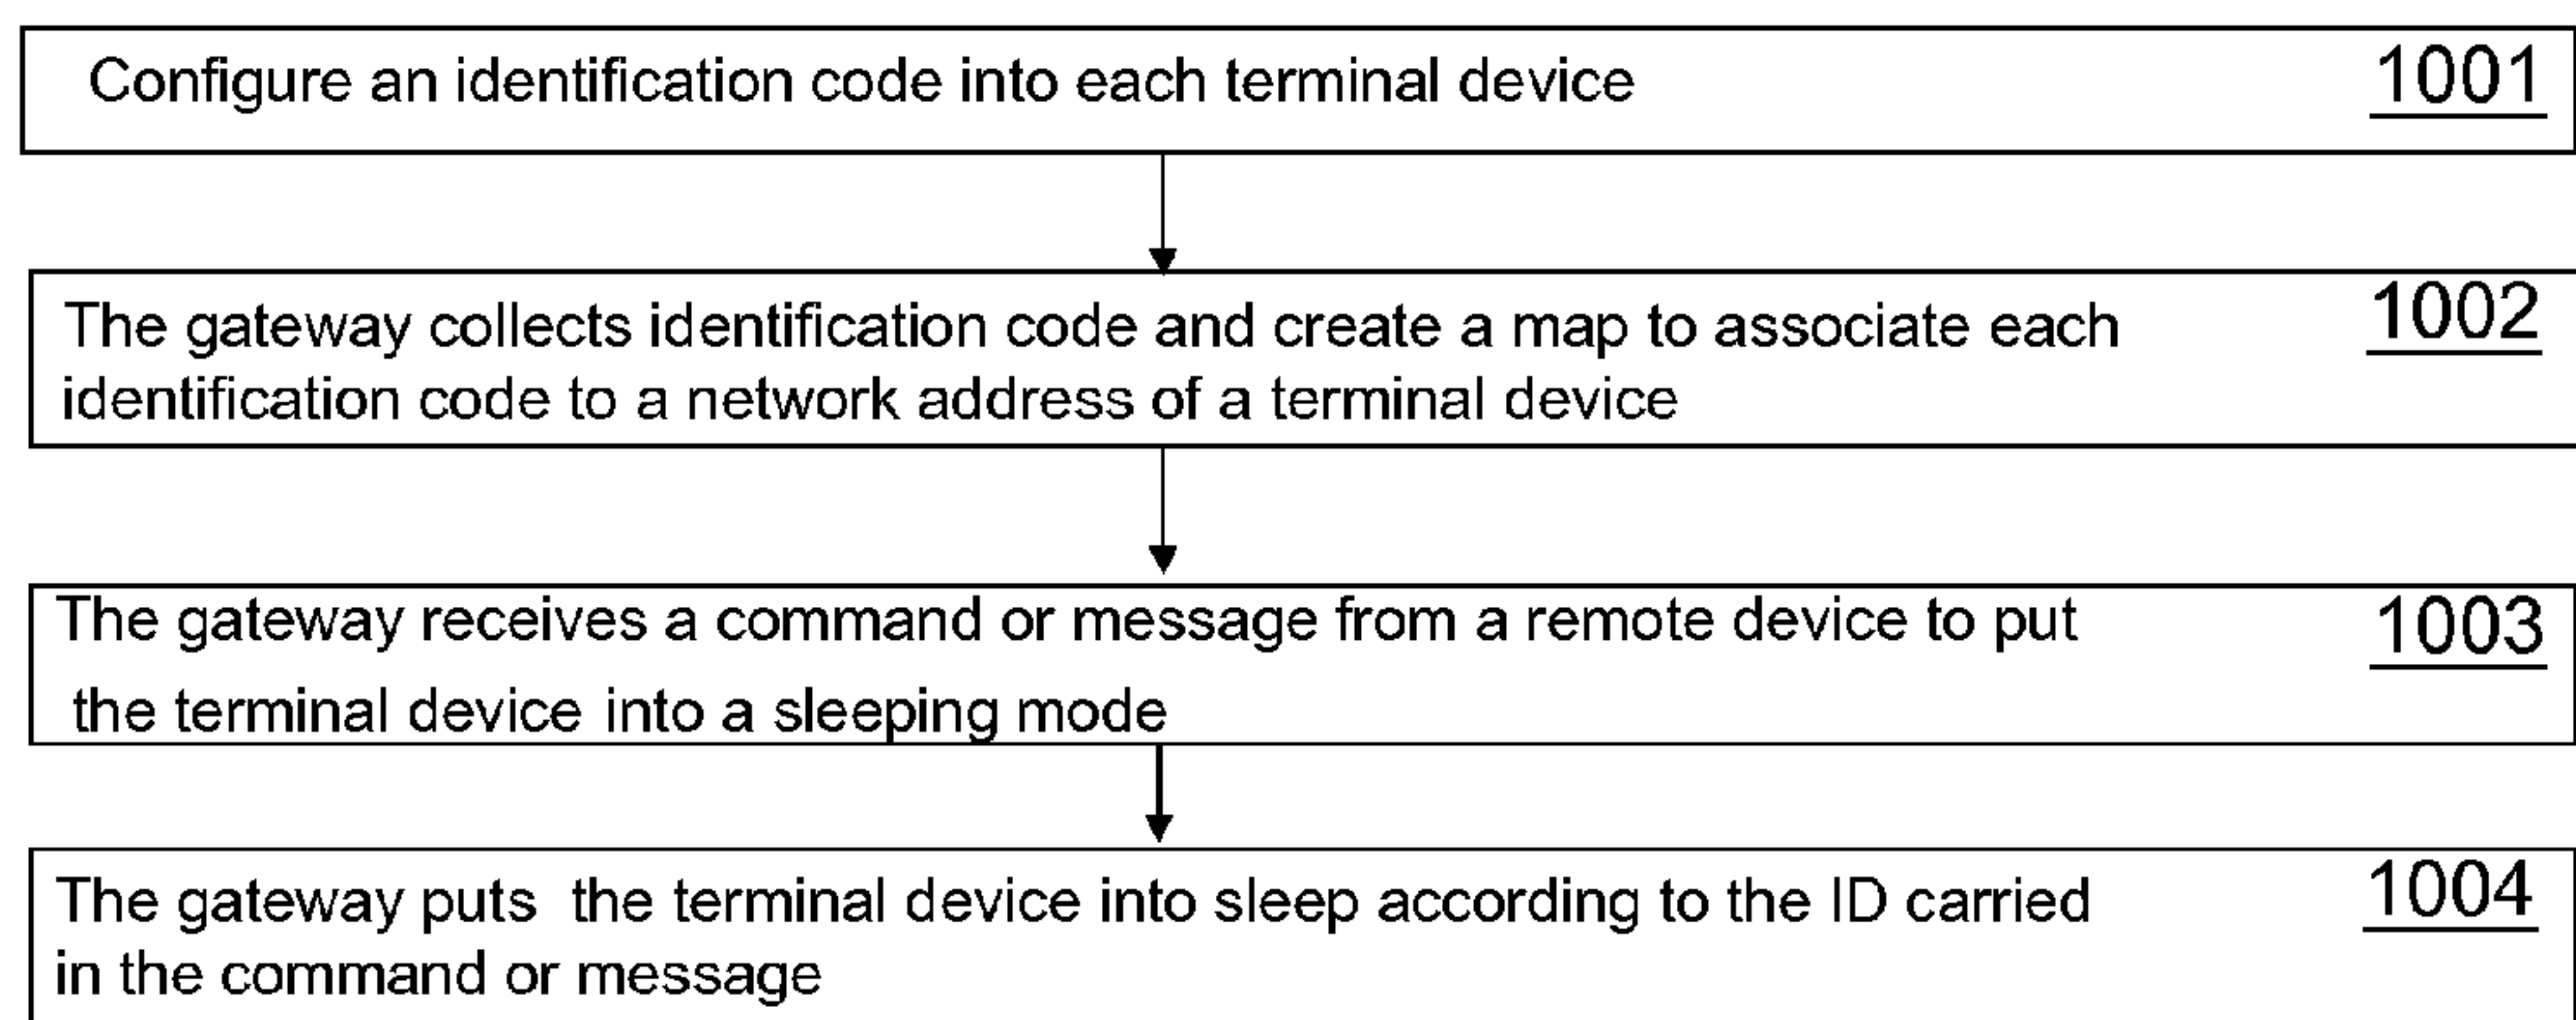 Configure an identification code into each terminal device 1001
The gateway collects identification code and create a map to associate each 1002
identification code to a network address of a terminal device
The gateway receives a command or message from a remote device to put 1003
the terminal device into a sleeping mode
The gateway puts the terminal device into sleep according to the ID carried 1004
in the command or message